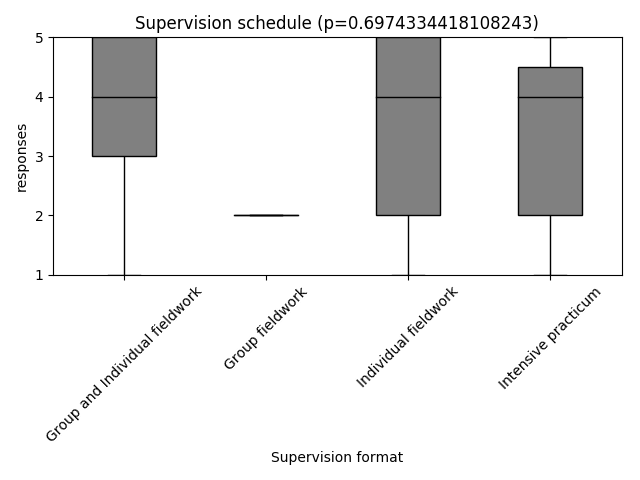 Supervision schedule (p=0.6974334418108243)
5
4
3
2
1
responses
Group and Individual fieldwork
Group fieldwork
Individual fieldwork
Intensive practicum
Supervision format